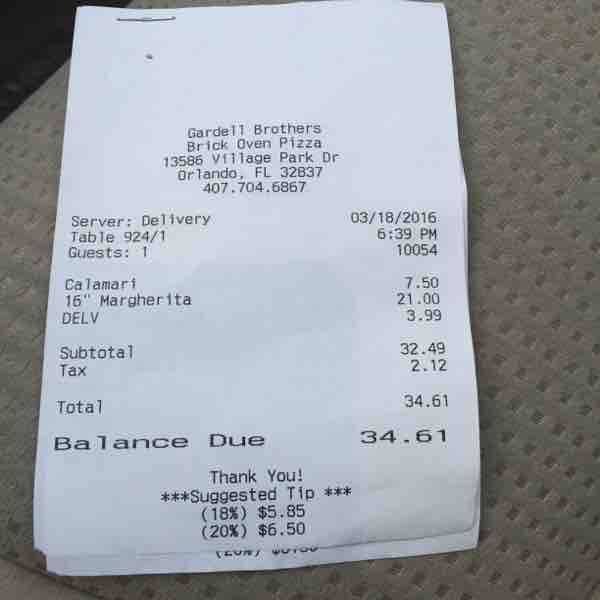 Gardell Brothers
Brick Oven Pizza
13586 Village Park Dr
Orlando, FL 32837
407.704.6867
Server: Delivery 03/18/2016
Table 924/1 6:39 PM
Guests: 1 10054
Calamari 7.50
16" Margherita 21.00
DELV 3.99
Subtotal 32.49
Tax 2.12
Total 34.61
Balance Due 34.61
Thank You!
***Suggested Tip ***
(18%) $5.85
(20%) $6.50